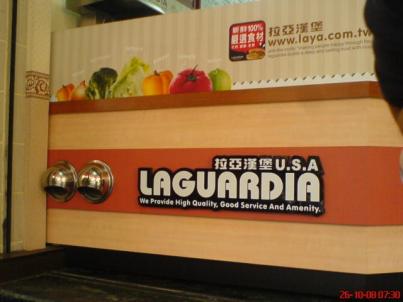 新鮮100%
嚴選食材
拉亞漢堡
www.laya.com.tw
拉亞漢堡 U.S.A
LAGUARDIA
We Provide High Quality, Good Service And Amenity.
26-10-08 07:30